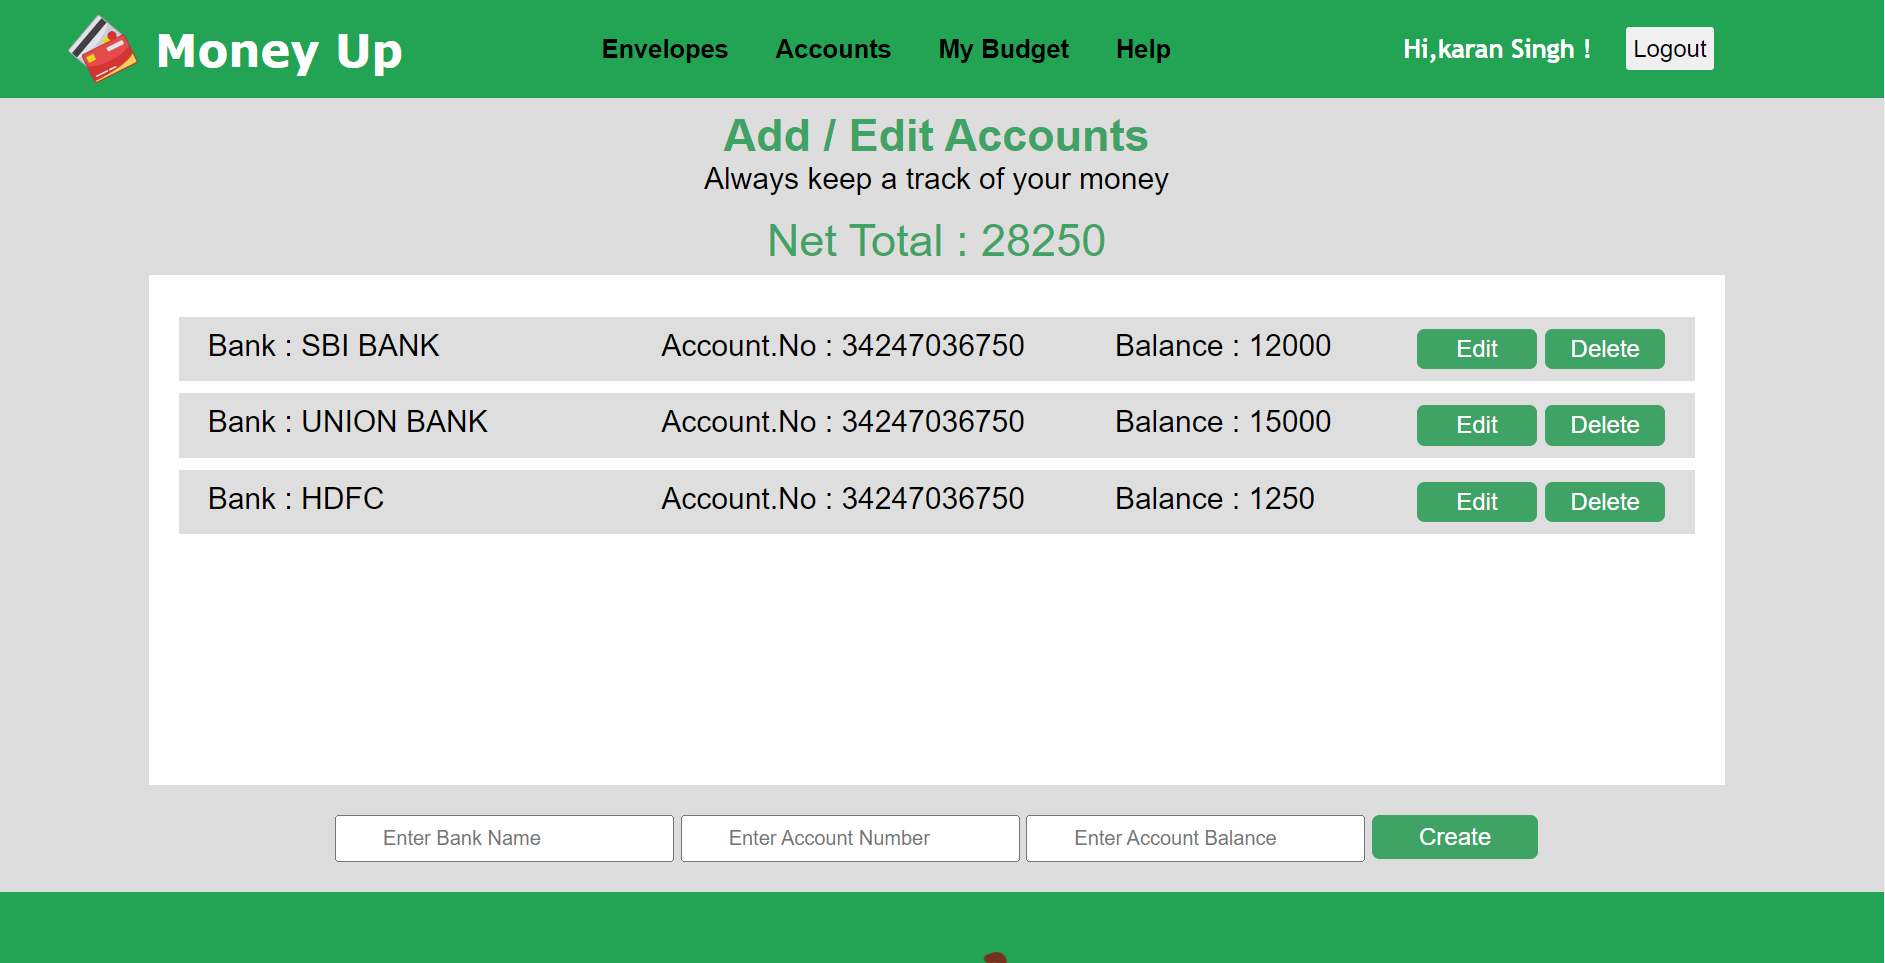 Money Up Envelopes Accounts My Budget Help Hi,karan Singh ! Logout
Add / Edit Accounts
Always keep a track of your money
Net Total : 28250
Bank : SBI BANK Account.No : 34247036750 Balance : 12000 Edit Delete
Bank : UNION BANK Account.No : 34247036750 Balance : 15000 Edit Delete
Bank : HDFC Account.No : 34247036750 Balance : 1250 Edit Delete
Enter Bank Name Enter Account Number Enter Account Balance Create